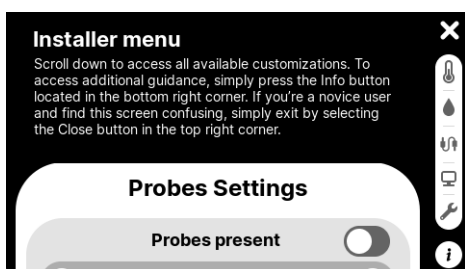 Installer menu
Scroll down to access all available customizations. To
access additional guidance, simply press the Info button
located in the bottom right corner. If you're a novice user
and find this screen confusing, simply exit by selecting
the Close button in the top right corner.
Probes Settings
Probes present
i